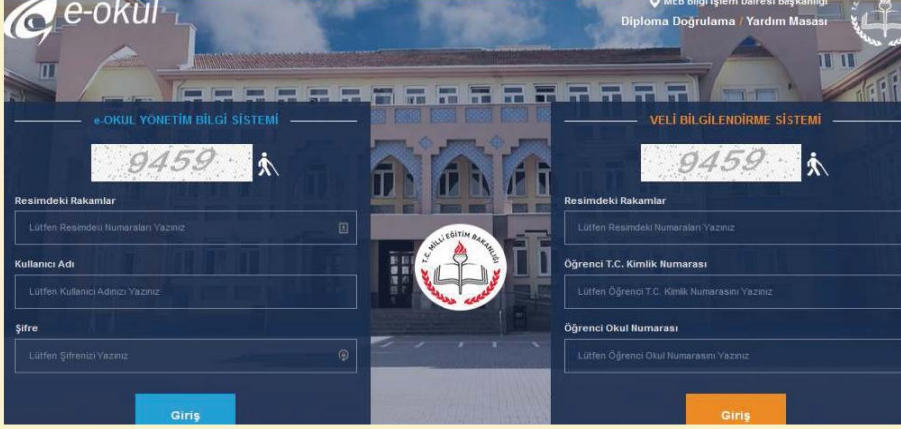 e-okul
MEB Bilgi İşlem Dairesi Başkanlığı
Diploma Doğrulama / Yardım Masası
e-OKUL YÖNETİM BİLGİ SİSTEMİ
9459
Resimdeki Rakamlar
Lütfen Resimdeki Numaraları Yazınız
Kullanıcı Adı
Lütfen Kullanıcı Adınızı Yazınız
Şifre
Lütfen Şifrenizi Yazınız
Giriş
T.C. MİLLİ EĞİTİM BAKANLIĞI
VELİ BİLGİLENDİRME SİSTEMİ
9459
Resimdeki Rakamlar
Lütfen Resimdeki Numaraları Yazınız
Öğrenci T.C. Kimlik Numarası
Lütfen Öğrenci T.C. Kimlik Numarasını Yazınız
Öğrenci Okul Numarası
Lütfen Öğrenci Okul Numarasını Yazınız
Giriş